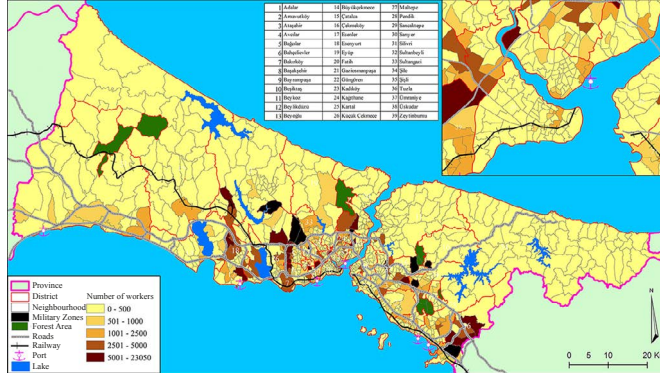 1 Adalar 14 Büyükçekmece 27 Maltepe
2 Arnavutköy 15 Çatalca 28 Pendik
3 Ataşehir 16 Çekmeköy 29 Sancaktepe
4 Avcılar 17 Esenler 30 Sarıyer
5 Bağcılar 18 Esenyurt 31 Silivri
6 Bahçelievler 19 Eyüp 32 Sultanbeyli
7 Bakırköy 20 Fatih 33 Sultangazi
8 Başakşehir 21 Gaziosmanpaşa 34 Şile
9 Bayrampaşa 22 Güngören 35 Şişli
10 Beşiktaş 23 Kadıköy 36 Tuzla
11 Beykoz 24 Kağıthane 37 Ümraniye
12 Beylikdüzü 25 Kartal 38 Üsküdar
13 Beyoğlu 26 Küçük Çekmece 39 Zeytinburnu
Province
District
Neighbourhood
Military Zones
Forest Area
Roads
Railway
Port
Lake
Number of workers
0 - 500
501 - 1000
1001 - 2500
2501 - 5000
5001 - 23050
N
0 5 10 20 K